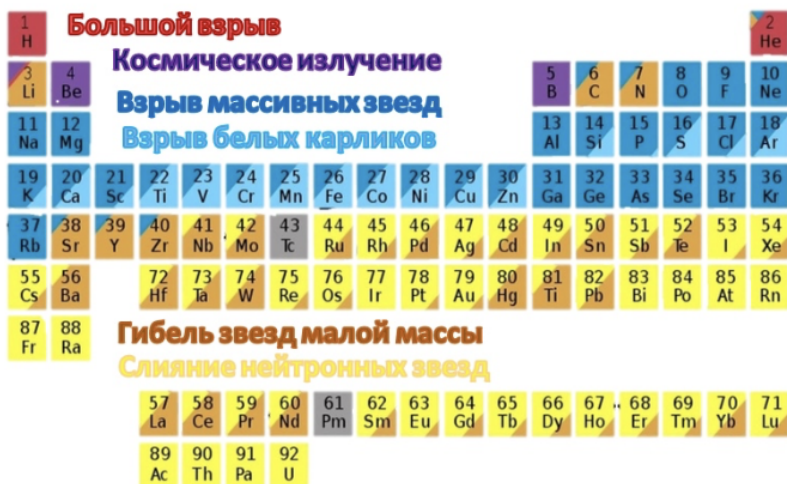 1 2
H Большой взрыв He
3 4 Космическое излучение 5 6 7 8 9 10
Li Be B C N O F Ne
11 12 Взрыв массивных звезд 13 14 15 16 17 18
Na Mg Взрыв белых карликов Al Si P S Cl Ar
19 20 21 22 23 24 25 26 27 28 29 30 31 32 33 34 35 36
K Ca Sc Ti V Cr Mn Fe Co Ni Cu Zn Ga Ge As Se Br Kr
37 38 39 40 41 42 43 44 45 46 47 48 49 50 51 52 53 54
Rb Sr Y Zr Nb Mo Tc Ru Rh Pd Ag Cd In Sn Sb Te I Xe
55 56 72 73 74 75 76 77 78 79 80 81 82 83 84 85 86
Cs Ba Hf Ta W Re Os Ir Pt Au Hg Ti Pb Bi Po At Rn
87 88 Гибель звезд малой массы
Fr Ra Слияние нейтронных звезд
57 58 59 60 61 62 63 64 65 66 67 68 69 70 71
La Ce Pr Nd Pm Sm Eu Gd Tb Dy Ho Er Tm Yb Lu
89 90 91 92
Ac Th Pa U